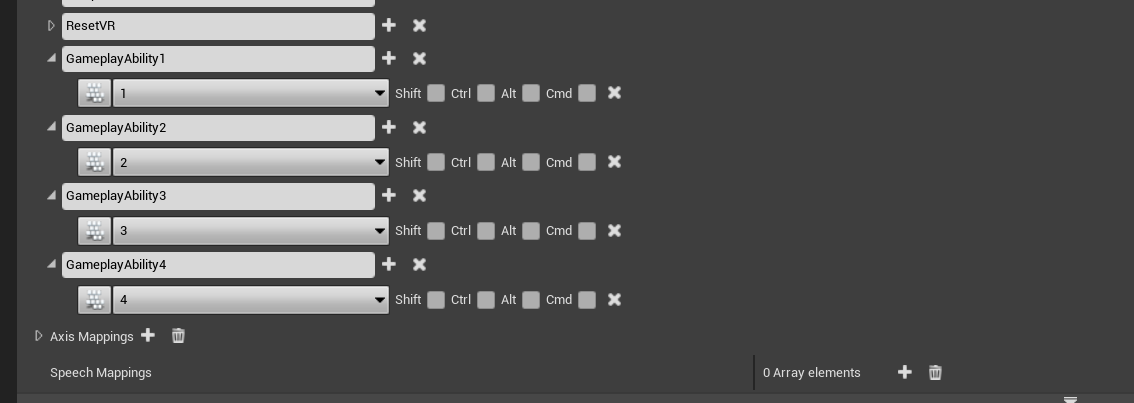 ResetVR
GameplayAbility1
1 Shift Ctrl Alt Cmd
GameplayAbility2
2 Shift Ctrl Alt Cmd
GameplayAbility3
3 Shift Ctrl Alt Cmd
GameplayAbility4
4 Shift Ctrl Alt Cmd
Axis Mappings
Speech Mappings 0 Array elements